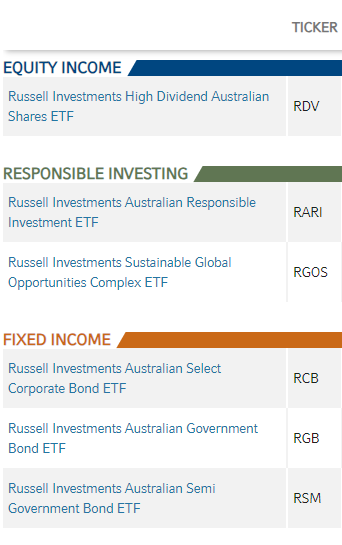 TICKER
EQUITY INCOME
Russell Investments High Dividend Australian
Shares ETF
RDV
RESPONSIBLE INVESTING
Russell Investments Australian Responsible
Investment ETF
RARI
Russell Investments Sustainable Global
Opportunities Complex ETF
RGOS
FIXED INCOME
Russell Investments Australian Select
Corporate Bond ETF
RCB
Russell Investments Australian Government
Bond ETF
RGB
Russell Investments Australian Semi
Government Bond ETF
RSM